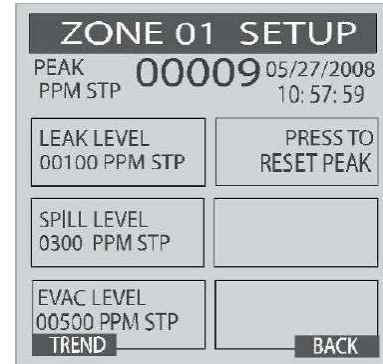 ZONE 01 SETUP
PEAK
PPM STP
00009
05/27/2008
10:57:59
LEAK LEVEL
00100 PPM STP
PRESS TO
RESET PEAK
SPILL LEVEL
0300 PPM STP
EVAC LEVEL
00500 PPM STP
TREND
BACK